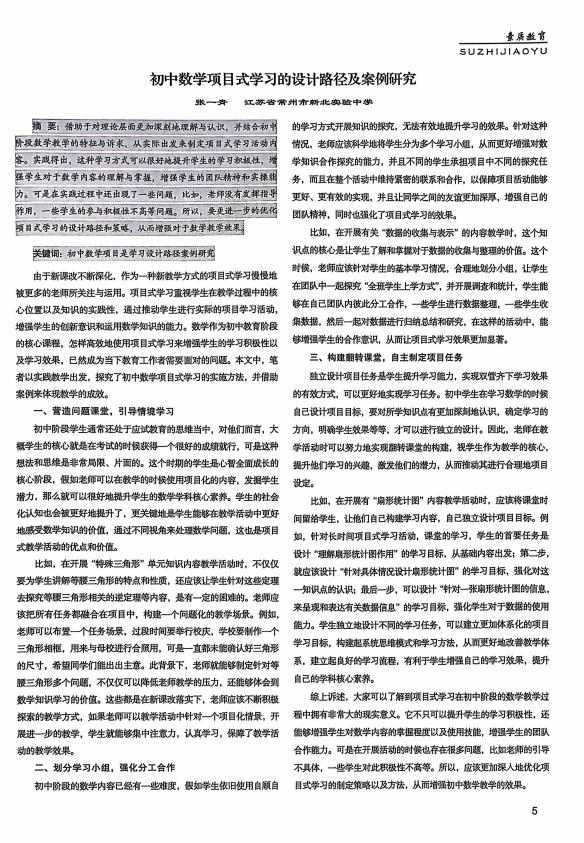 素质教育
SUZHIJIAOYU
初中数学项目式学习的设计路径及案例研究
张一青 江苏省常州市新北实验中学
摘 要：借助于对理论层面更加深刻地理解与认识，并结合初中
阶段数学教学的特征与诉求，从实际出发来制定项目式学习活动内
容。实践得出，这种学习方式可以很好地提升学生的学习积极性，增
强学生对于数学内容的理解与掌握，增强学生的团队精神和实操能
力。可是在实践过程中还出现了一些问题，比如，老师没有发挥指导
作用，一些学生的参与积极性不高等问题。所以，要更进一步的优化
项目式学习的设计路径和策略，从而增强对于数学教学效果。
关键词：初中数学项目是学习设计路径案例研究
由于新课改不断深化，作为一种新教学方式的项目式学习慢慢地
被更多的老师所关注与运用。项目式学习重视学生在教学过程中的核
心位置以及知识的实践性，通过推动学生进行实际的项目学习活动，
增强学生的创新意识和运用数学知识的能力。数学作为初中教育阶段
的核心课程，怎样高效地使用项目式学习来增强学生的学习积极性以
及学习效果，已然成为当下教育工作者需要面对的问题。本文中，笔
者以实践教学出发，探究了初中数学项目式学习的实施方法，并借助
案例来体现教学的成效。
一、营造问题课堂，引导情境学习
初中阶段学生通常还处于应试教育的思维当中，对他们而言，大
概学生的核心就是在考试的时候获得一个很好的成绩就行，可是这种
想法和思维是非常局限、片面的。这个时期的学生是心智全面成长的
核心阶段，假如老师可以在教学的时候使用项目化的内容，发掘学生
潜力，那么就可以很好地提升学生的数学学科核心素养。学生的社会
化认知也会被更好地提升了，更关键地是学生能够在教学活动中更好
地感受数学知识的价值，通过不同视角来处理数学问题，这也是项目
式教学活动的优点和价值。
比如，在开展“特殊三角形”单元知识内容教学活动时，不仅仅
要为学生讲解等腰三角形的特点和性质，还应该让学生针对这些定理
去探究等腰三角形相关的逆定理等内容，是有一定的困难的。老师应
该把所有任务都融合在项目中，构建一个问题化的教学场景。例如，
老师可以布置一个任务场景，过段时间要举行校庆，学校要制作一个
三角形相框，用来与母校进行合照用，可是一直都未能确认好三角形
的尺寸，希望同学们能出出主意。此背景下，老师就能够制定针对等
腰三角形多个问题，不仅仅可以降低老师教学的压力，还能够体会到
数学知识学习的价值。这些都是在新课改落实下，老师应该不断积极
探索的教学方式，如果老师可以教学活动中针对一个项目化情景，开
展进一步的教学，学生就能够集中注意力，认真学习，保障了教学活
动的教学效果。
二、划分学习小组，强化分工合作
初中阶段的数学内容已经有一些难度，假如学生依旧使用自顾自
的学习方式开展知识的探究，无法有效地提升学习的效果。针对这种
情况，老师应该科学地将学生分为多个学习小组，从而更好增强对数
学知识合作探究的能力，并且不同的学生承担项目中不同的探究任
务，而且在整个活动中维持紧密的联系和合作，以保障项目活动能够
更好、更有效的实现，并且让同学之间的友谊更加深厚，增强自己的
团队精神，同时也强化了项目式学习的效果。
比如，在开展有关“数据的收集与表示”的内容教学时，这个知
识点的核心是让学生了解和掌握对于数据的收集与整理的价值。这个
时候，老师应该针对学生的基本学习情况，合理地划分小组，让学生
在团队中一起探究“全班学生上学方式”，并开展调查和统计，学生能
够在自己团队内彼此分工合作，一些学生进行数据整理，一些学生收
集数据，然后一起对数据进行归纳总结和研究，在这样的活动中，能
够增强学生的合作意识，从而让项目式学习效果更加显著。
三、构建翻转课堂，自主制定项目任务
独立设计项目任务是学生提升学习能力，实现双管齐下学习效果
的有效方式，可以更好地实现学习任务。初中学生在学习数学的时候
自己设计项目目标，要对所学知识点有更加深刻地认识，确定学习的
方向，明确学生效果等等，才可以进行独立的设计。因此，老师在教
学活动时可以努力地实现翻转课堂的构建，视学生作为教学的核心，
提升他们学习的兴趣，激发他们的潜力，从而推动其进行合理地项目
设定。
比如，在开展有“扇形统计图”内容教学活动时，应该将课堂时
间留给学生，让他们自己构建学习内容，自己独立设计项目目标。例
如，针对长时间项目式学习活动，课堂的学习，学生的首要任务是
设计“理解扇形统计图作用”的学习目标，从基础内容出发；第二步，
就应该设计“针对具体情况设计扇形统计图”的学习目标，强化对这
一知识点的认识；最后一步，可以设计“针对一张扇形统计图的信息，
来呈现和表达有关数据信息”的学习目标，强化学生对于数据的使用
能力。学生独立地设计不同的学习任务，可以建立更加体系化的项目
学习目标，构建起系统思维模式和学习方法，从而更好地改善教学体
系，建立起良好的学习流程，有利于学生增强自己的学习效果，提升
自己的学科核心素养。
综上所述，大家可以了解到项目式学习在初中阶段的数学教学过
程中拥有非常大的现实意义。它不只可以提升学生的学习积极性，还
能够增强学生对数学内容的掌握程度以及使用技能，增强学生的团队
合作能力。可是在开展活动的时候也存在很多问题，比如老师的引导
不具体，一些学生对此积极性不高等。所以，应该更加深入地优化项
目式学习的制定策略以及方法，从而增强初中数学教学的效果。
5